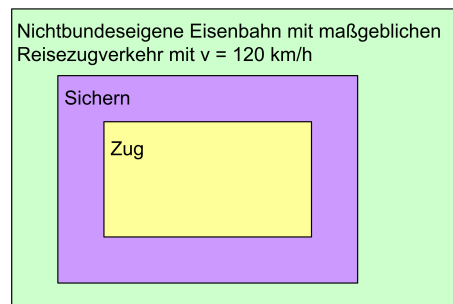 Nichtbundeseigene Eisenbahn mit maßgeblichen
Reisezugverkehr mit v = 120 km/h
Sichern
Zug